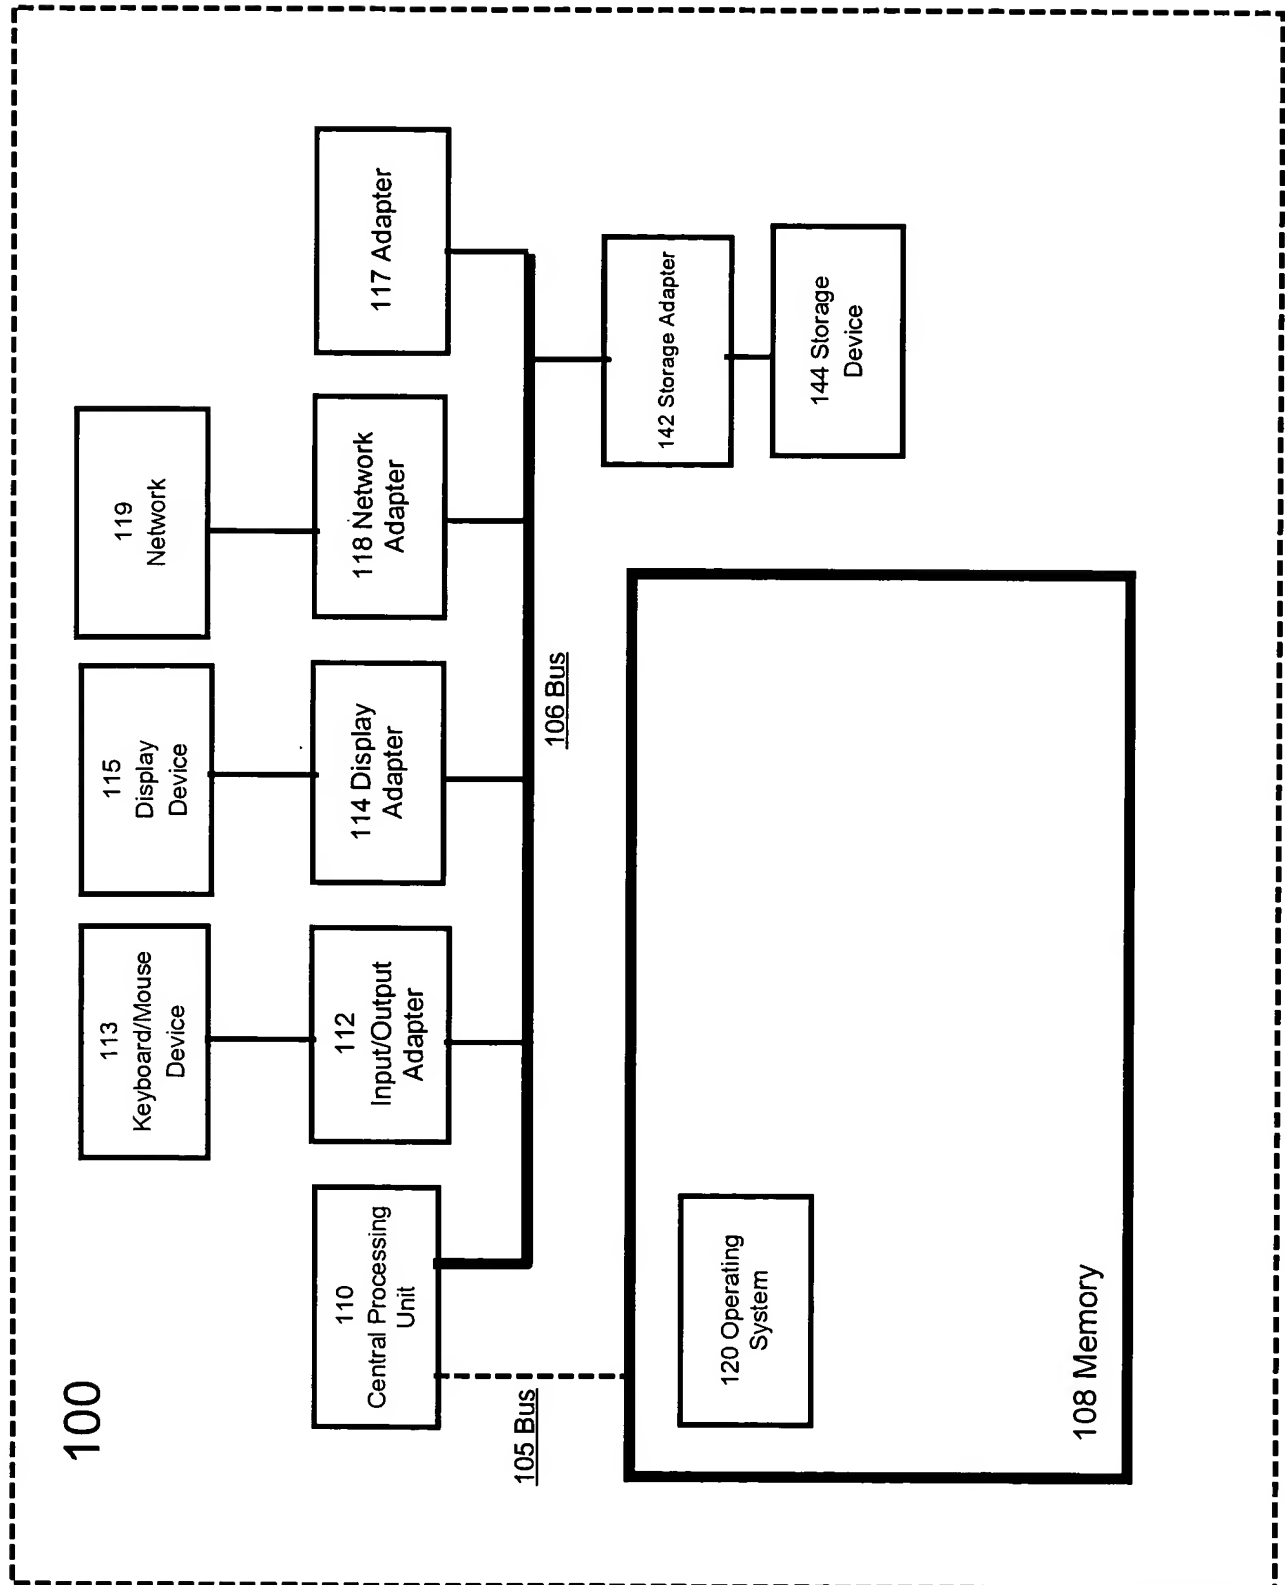 100
113
Keyboard/Mouse
Device
115
Display
Device
119
Network
110
Central Processing
Unit
112
Input/Output
Adapter
114 Display
Adapter
118 Network
Adapter
117 Adapter
105 Bus
106 Bus
142 Storage Adapter
144 Storage
Device
120 Operating
System
108 Memory